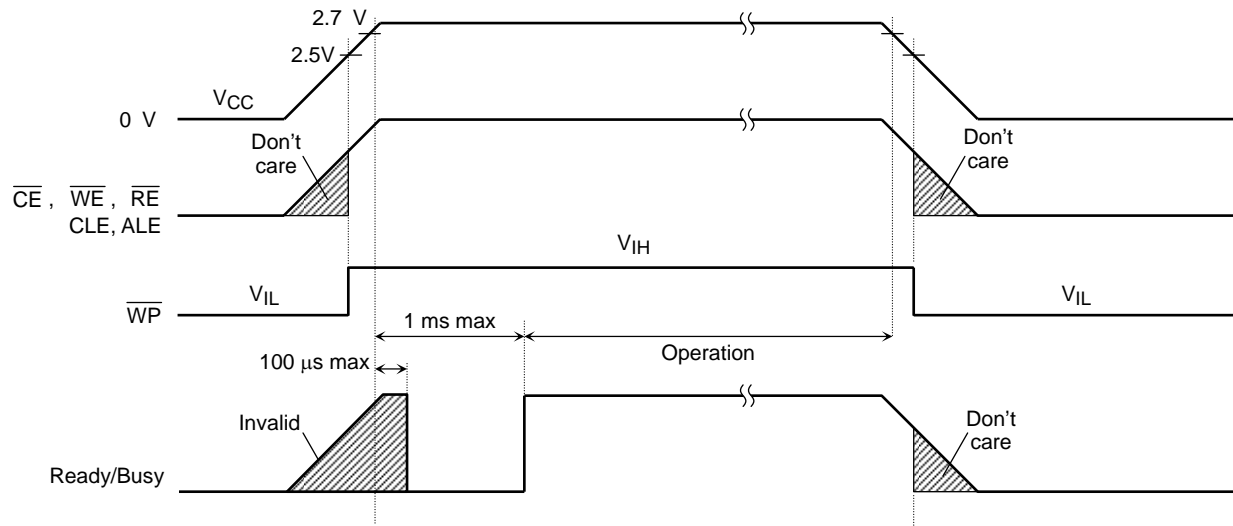 2.7 V
2.5V
VCC
0 V
Don't
care
Don't
care
CE , WE , RE
CLE, ALE
VIH
VIL
VIL
WP
1 ms max
Operation
100 μs max
Invalid
Don't
care
Ready/Busy